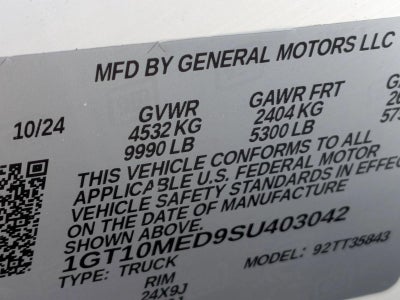 MFD BY GENERAL MOTORS LLC
10/24 GVWR GAWR FRT
4532 KG 2404 KG
9990 LB 5300 LB
THIS VEHICLE CONFORMS TO ALL
APPLICABLE U.S. FEDERAL MOTOR
VEHICLE SAFETY STANDARDS IN EFFECT
ON THE DATE OF MANUFACTURE
SHOWN ABOVE.
1GT10MED9SU403042
TYPE: TRUCK MODEL: 92TT35843
RIM
24X9J